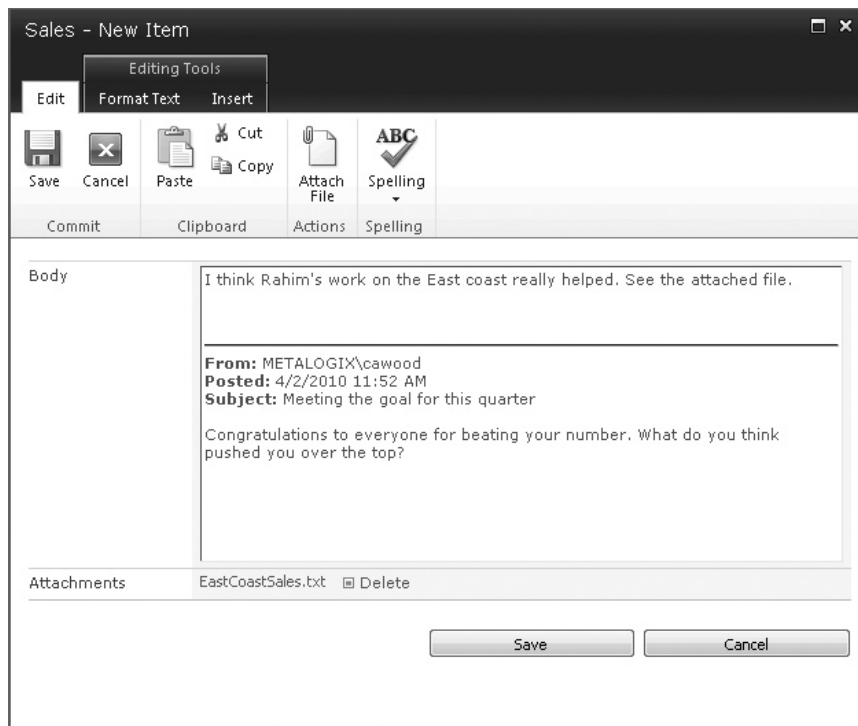 Sales - New Item
Editing Tools
Edit Format Text Insert
Save Cancel Paste Cut Copy Attach File ABC Spelling
Commit Clipboard Actions Spelling
Body
I think Rahim's work on the East coast really helped. See the attached file.
From: METALOGIX\cawood
Posted: 4/2/2010 11:52 AM
Subject: Meeting the goal for this quarter
Congratulations to everyone for beating your number. What do you think
pushed you over the top?
Attachments EastCoastSales.txt Delete
Save Cancel